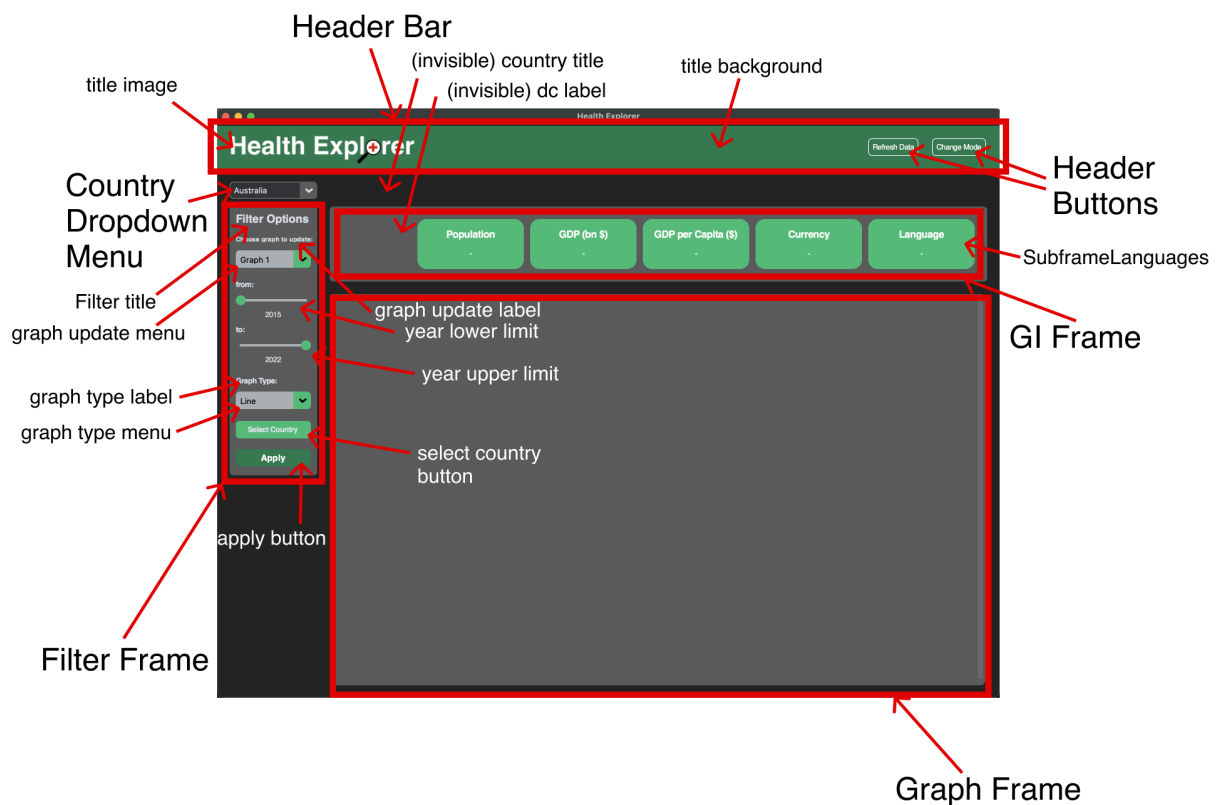 Header Bar
(invisible) country title
title background
title image
(invisible) dc label
Health Explorer
Health Explorer
Refresh Data
Change Mode
Header
Buttons
Country
Dropdown
Menu
Australia
Filter Options
Choose graph to update:
Graph 1
Population
-
GDP (bn $)
-
GDP per Capita ($)
-
Currency
-
Language
-
SubframeLanguages
Filter title
graph update menu
from:
2015
to:
2022
graph update label
year lower limit
GI Frame
year upper limit
Graph Type:
graph type label
Line
graph type menu
Select Country
select country
button
Apply
apply button
Filter Frame
Graph Frame